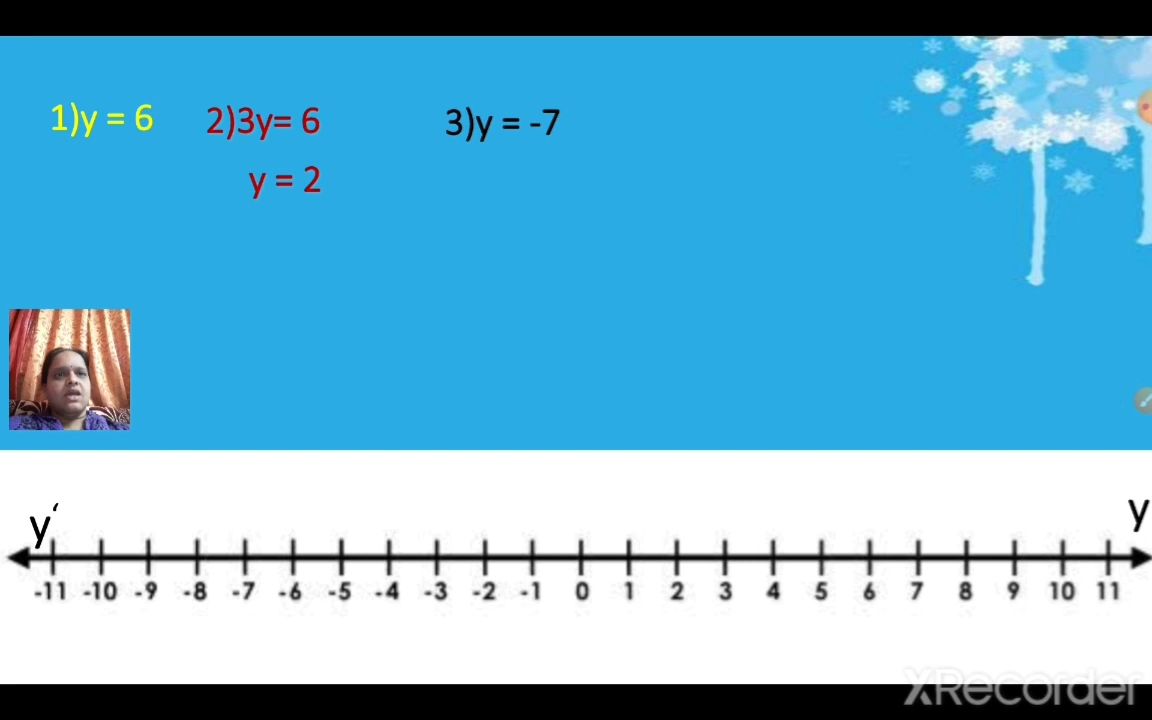 1)y = 6 2)3y= 6 3)y = -7
y = 2
y‘ y
-11 -10 -9 -8 -7 -6 -5 -4 -3 -2 -1 0 1 2 3 4 5 6 7 8 9 10 11
XRecorder